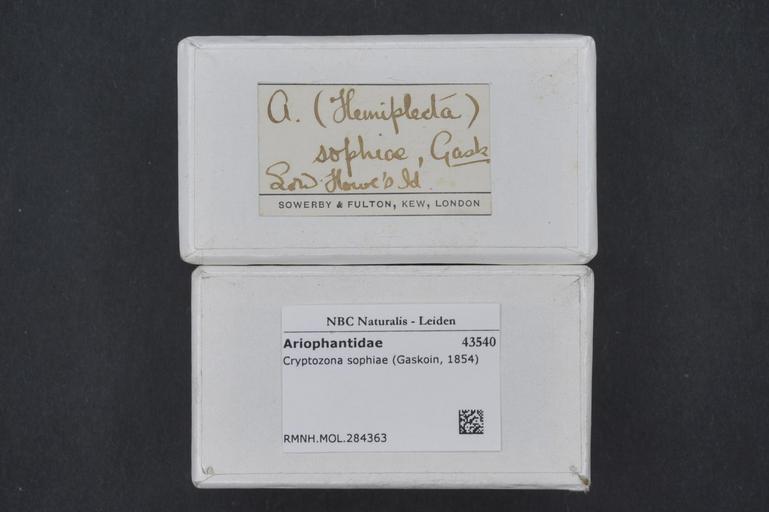 A. (Hemiplecta)
sophiae, Gask
Lord Howe's Id.
SOWERBY & FULTON, KEW, LONDON
NBC Naturalis - Leiden
Ariophantidae 43540
Cryptozona sophiae (Gaskoin, 1854)
RMNH.MOL.284363